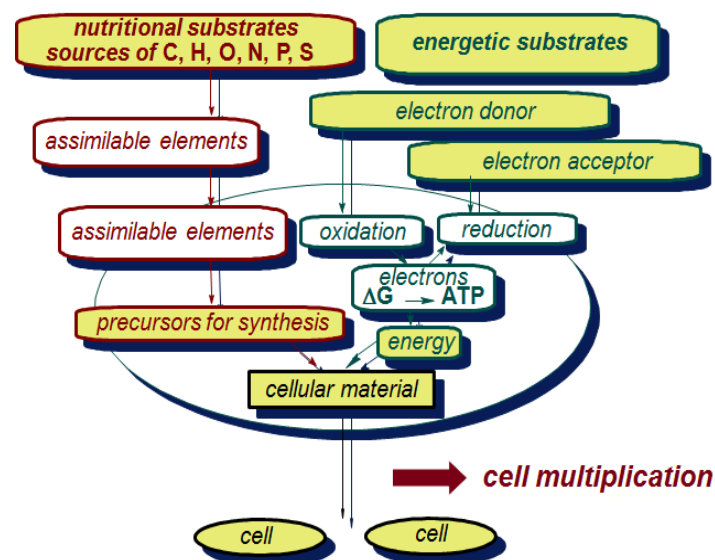 nutritional substrates
sources of C, H, O, N, P, S
energetic substrates
electron donor
assimilable elements
electron acceptor
assimilable elements
oxidation
reduction
electrons
ΔG → ATP
precursors for synthesis
energy
cellular material
cell multiplication
cell
cell